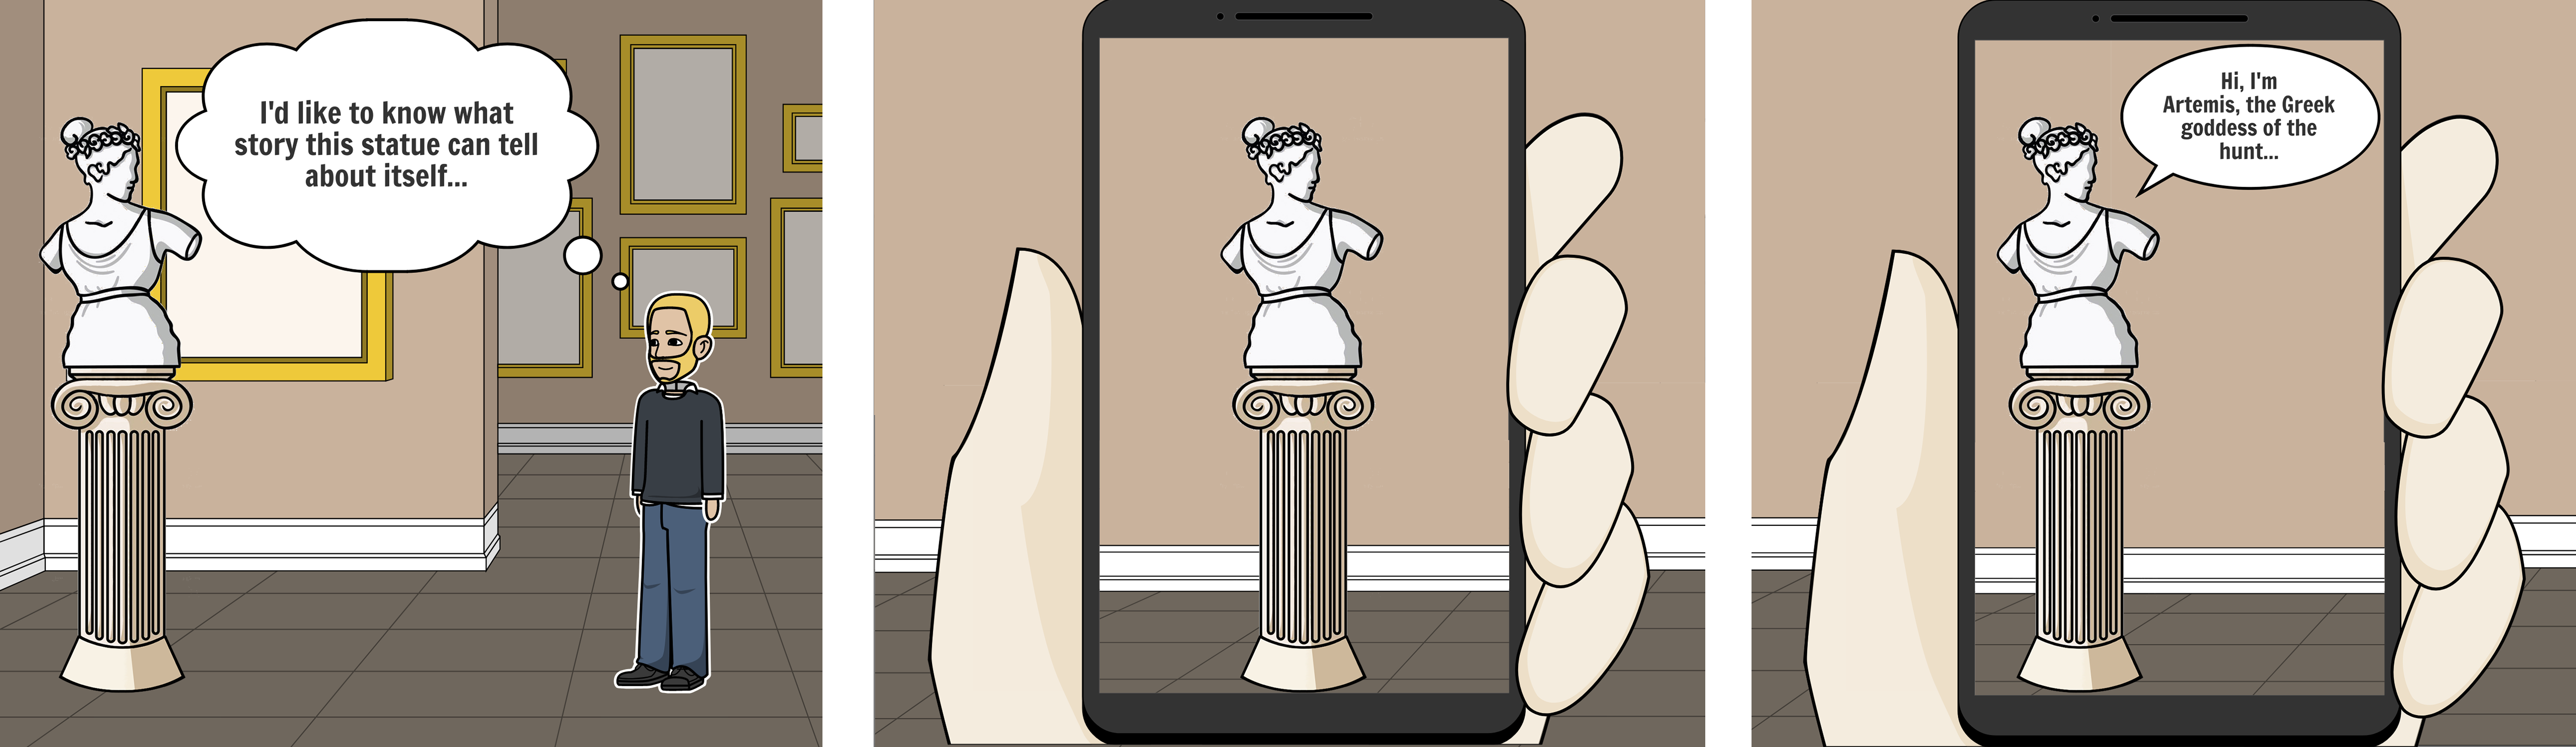 I'd like to know what
story this statue can tell
about itself...
Hi, I'm
Artemis, the Greek
goddess of the
hunt...